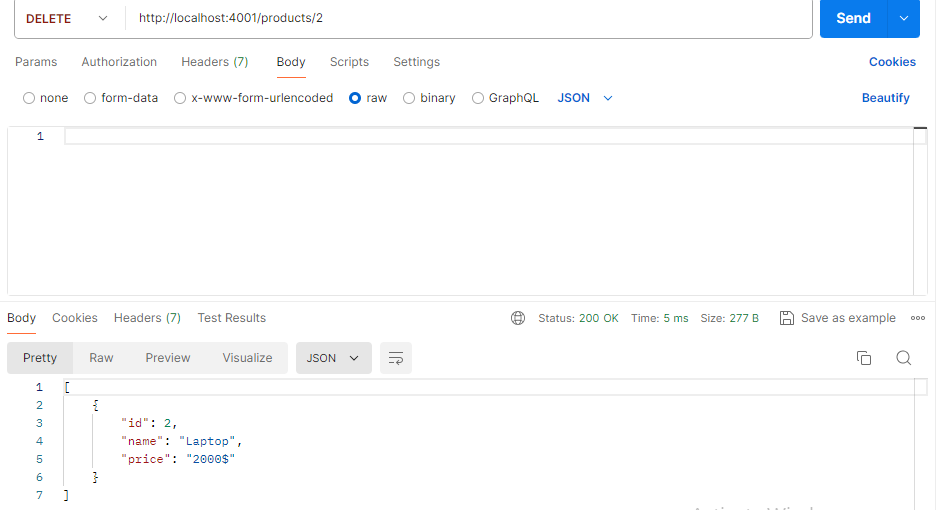 DELETE http://localhost:4001/products/2 Send
Params Authorization Headers (7) Body Scripts Settings Cookies
none form-data x-www-form-urlencoded raw binary GraphQL JSON Beautify
1
Body Cookies Headers (7) Test Results Status: 200 OK Time: 5 ms Size: 277 B Save as example
Pretty Raw Preview Visualize JSON
1 [
2 {
3 "id": 2,
4 "name": "Laptop",
5 "price": "2000$"
6 }
7 ]